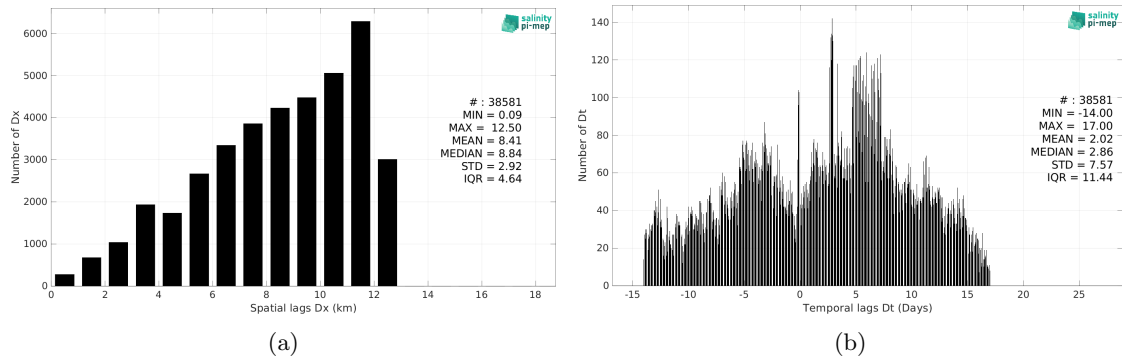 salinity
pi-mep
6000
5000
4000
3000
2000
1000
0
Number of Dx
# : 38581
MIN = 0.09
MAX = 12.50
MEAN = 8.41
MEDIAN = 8.84
STD = 2.92
IQR = 4.64
0 2 4 6 8 10 12 14 16 18
Spatial lags Dx (km)
(a)
salinity
pi-mep
140
120
100
80
60
40
20
0
Number of Dt
# : 38581
MIN = -14.00
MAX = 17.00
MEAN = 2.02
MEDIAN = 2.86
STD = 7.57
IQR = 11.44
-15 -10 -5 0 5 10 15 20 25
Temporal lags Dt (Days)
(b)